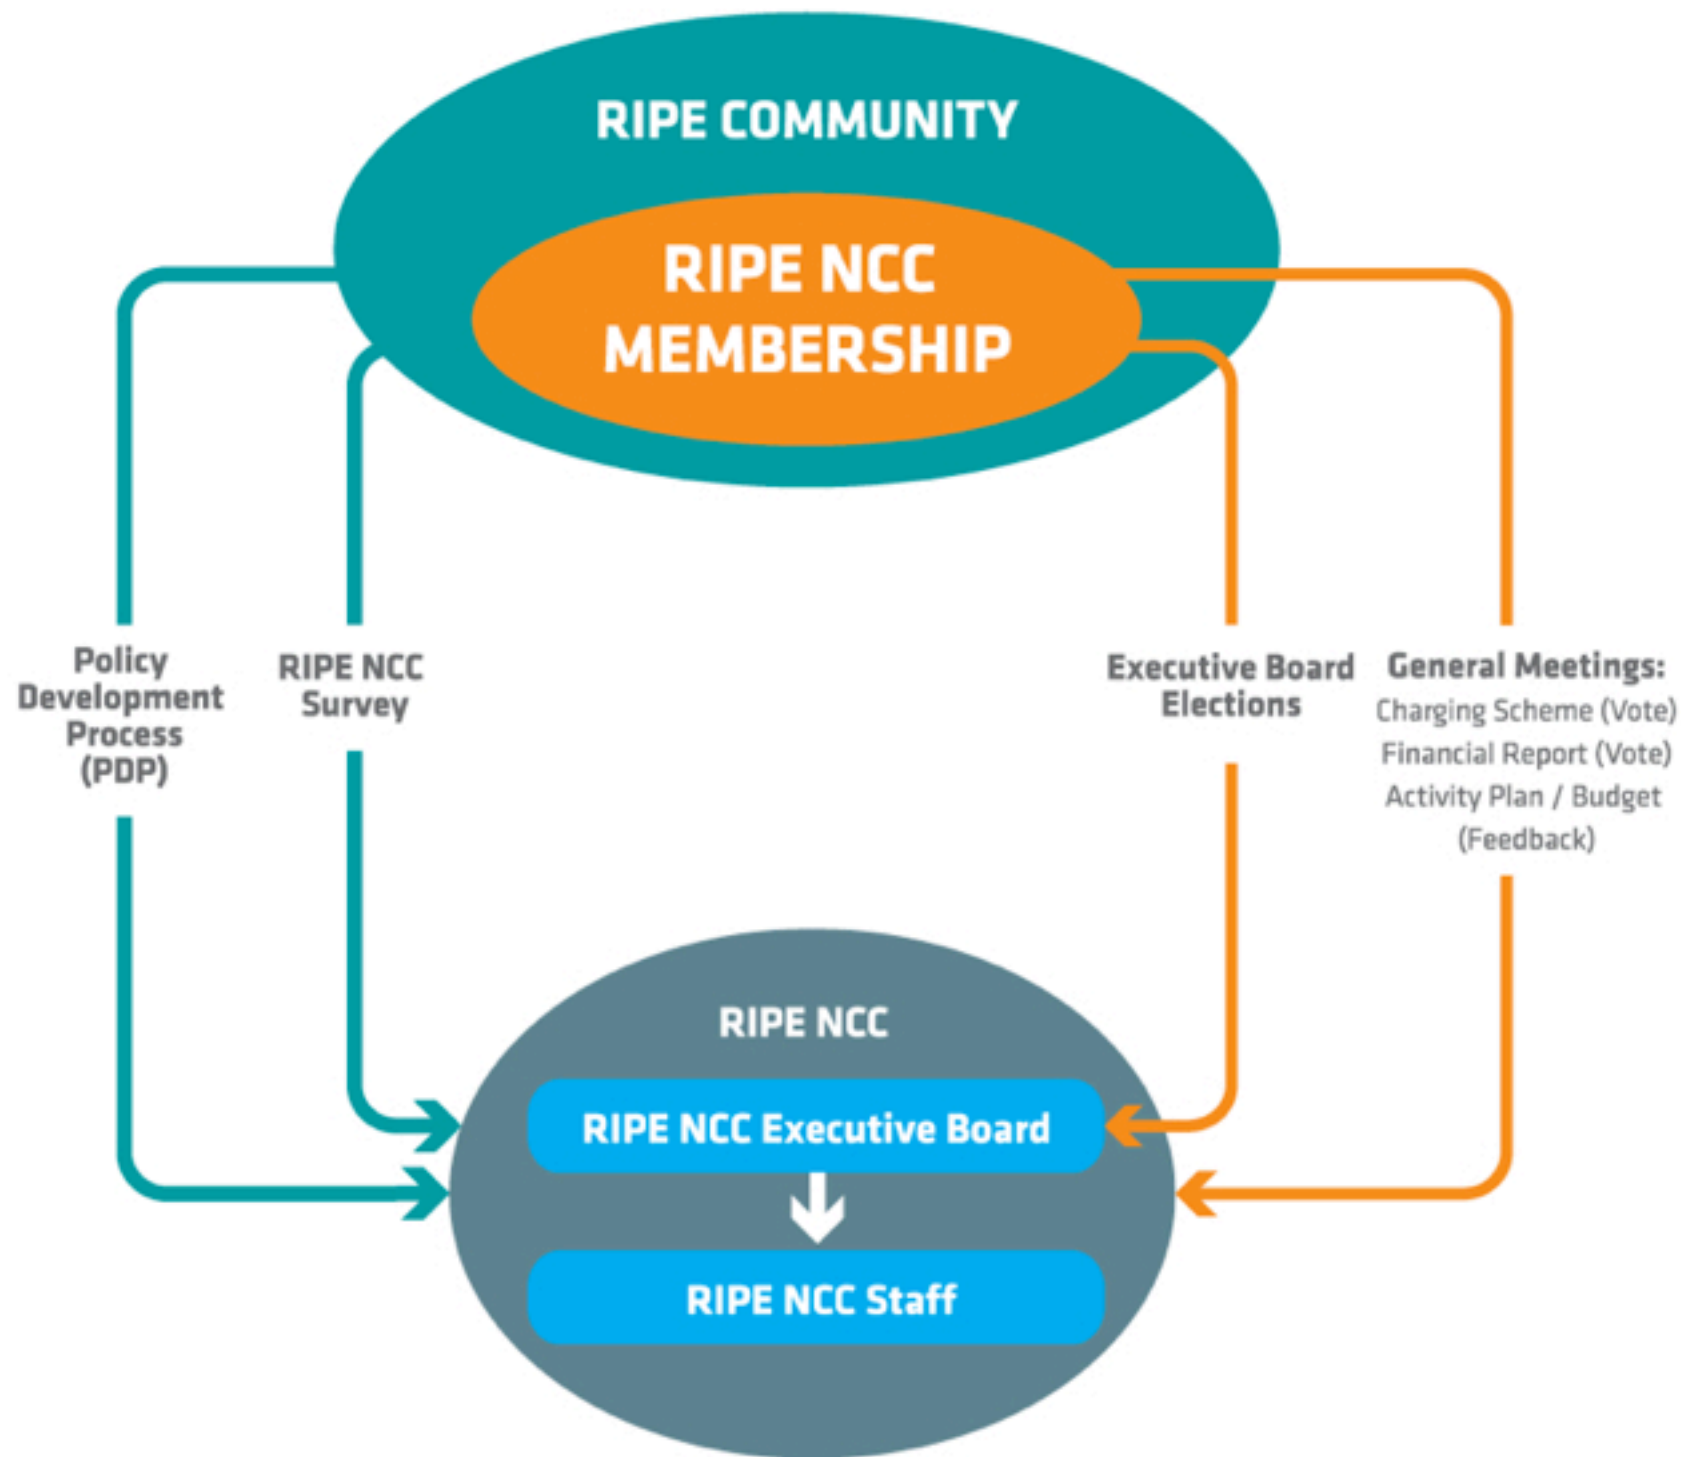 RIPE COMMUNITY
RIPE NCC
MEMBERSHIP
Policy
Development
Process
(PDP)
RIPE NCC
Survey
Executive Board
Elections
General Meetings:
Charging Scheme (Vote)
Financial Report (Vote)
Activity Plan / Budget
(Feedback)
RIPE NCC
RIPE NCC Executive Board
RIPE NCC Staff